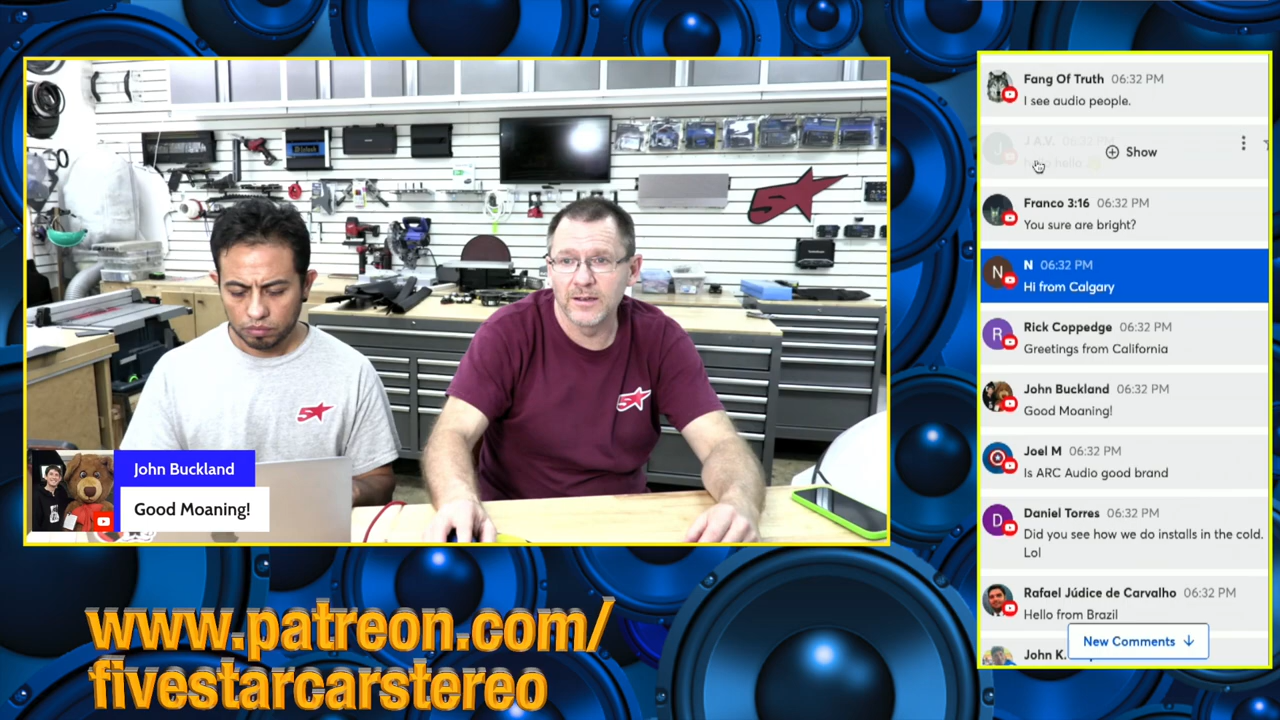 John Buckland
Good Moaning!
www.patreon.com/
fivestarcarstereo
Fang Of Truth 06:32 PM
I see audio people.
J A.V. 06:32 PM
Show
Franco 3:16 06:32 PM
You sure are bright?
N
N 06:32 PM
Hi from Calgary
R
Rick Coppedge 06:32 PM
Greetings from California
John Buckland 06:32 PM
Good Moaning!
Joel M 06:32 PM
Is ARC Audio good brand
D
Daniel Torres 06:32 PM
Did you see how we do installs in the cold.
Lol
Rafael Júdice de Carvalho 06:32 PM
Hello from Brazil
New Comments
John K.